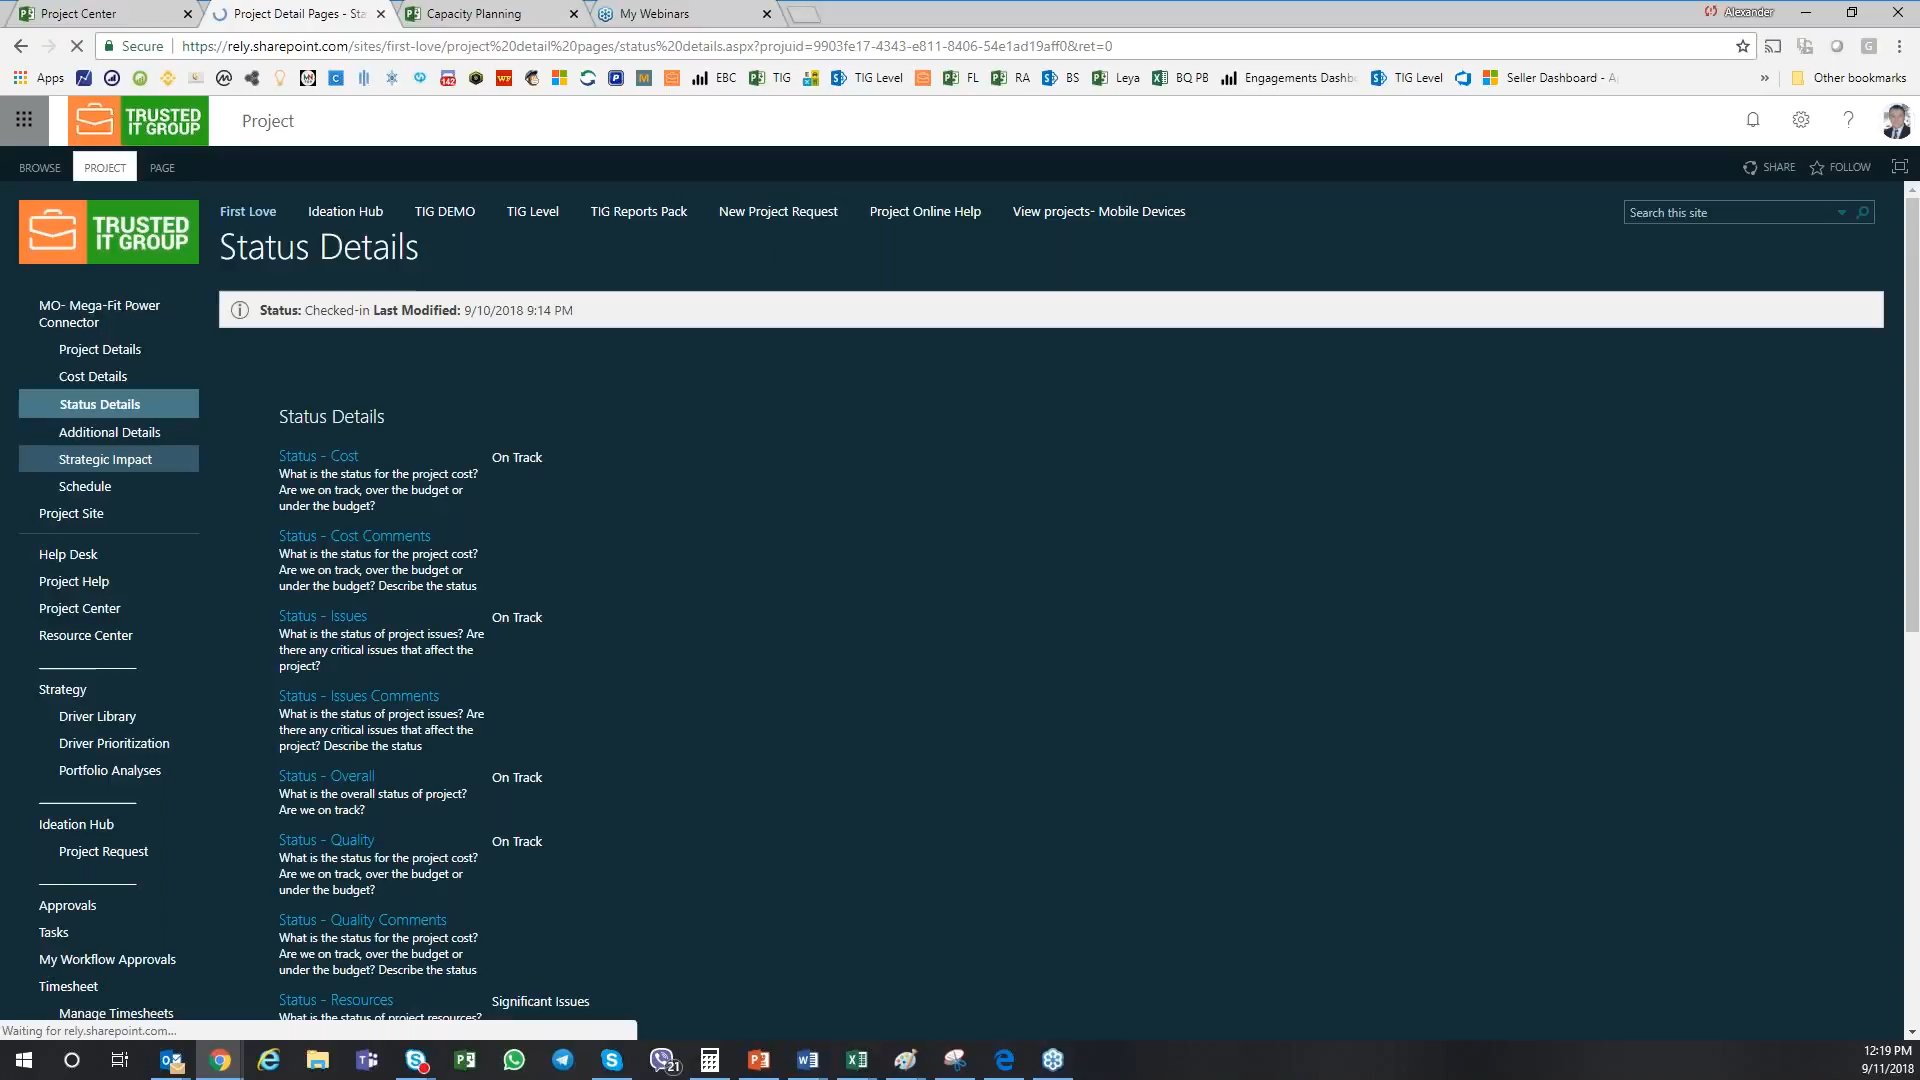 Project Center
Project Detail Pages - Sta
Capacity Planning
My Webinars
Alexander
Secure
https://rely.sharepoint.com/sites/first-love/project%20detail%20pages/status%20details.aspx?projuid=9903fe17-4343-e811-8406-54e1ad19aff0&ret=0
Apps
EBC
TIG
TIG Level
FL
RA
BS
Leya
BQ PB
Engagements Dashb
TIG Level
Seller Dashboard - A
Other bookmarks
TRUSTED
IT GROUP
Project
BROWSE
PROJECT
PAGE
SHARE
FOLLOW
TRUSTED
IT GROUP
First Love
Ideation Hub
TIG DEMO
TIG Level
TIG Reports Pack
New Project Request
Project Online Help
View projects- Mobile Devices
Search this site
Status Details
Status: Checked-in Last Modified: 9/10/2018 9:14 PM
MO- Mega-Fit Power
Connector
Project Details
Cost Details
Status Details
Additional Details
Strategic Impact
Schedule
Project Site
Help Desk
Project Help
Project Center
Resource Center
Strategy
Driver Library
Driver Prioritization
Portfolio Analyses
Ideation Hub
Project Request
Approvals
Tasks
My Workflow Approvals
Timesheet
Manage Timesheets
Status Details
Status - Cost
On Track
What is the status for the project cost?
Are we on track, over the budget or
under the budget?
Status - Cost Comments
What is the status for the project cost?
Are we on track, over the budget or
under the budget? Describe the status
Status - Issues
On Track
What is the status of project issues? Are
there any critical issues that affect the
project?
Status - Issues Comments
What is the status of project issues? Are
there any critical issues that affect the
project? Describe the status
Status - Overall
On Track
What is the overall status of project?
Are we on track?
Status - Quality
On Track
What is the status for the project cost?
Are we on track, over the budget or
under the budget?
Status - Quality Comments
What is the status for the project cost?
Are we on track, over the budget or
under the budget? Describe the status
Status - Resources
Significant Issues
What is the status of project resources?
Waiting for rely.sharepoint.com...
21
12:19 PM
9/11/2018